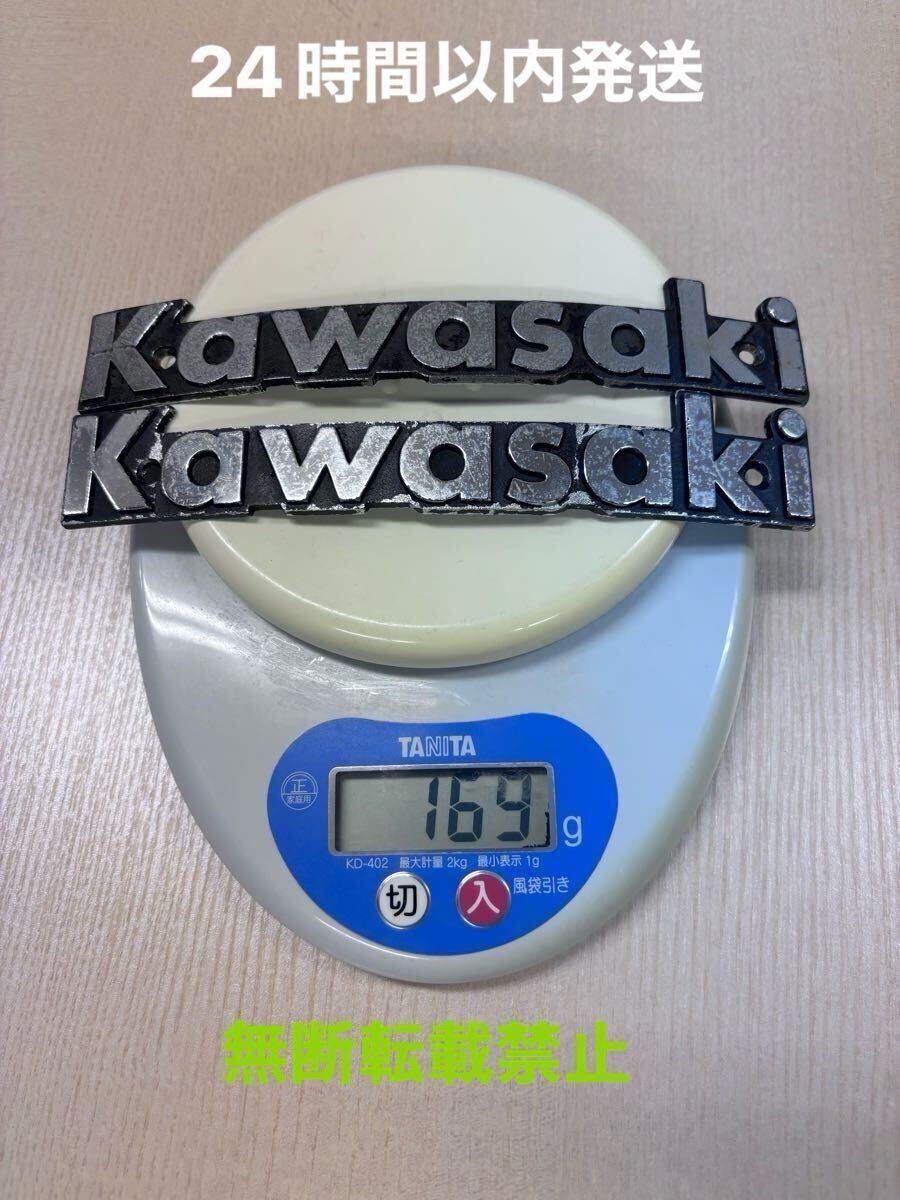 24時間以内発送
Kawasaki
Kawasaki
TANITA
正
家庭用
169 g
KD-402 最大計量 2kg 最小表示 1g
切 入 風袋引き
無断転載禁止